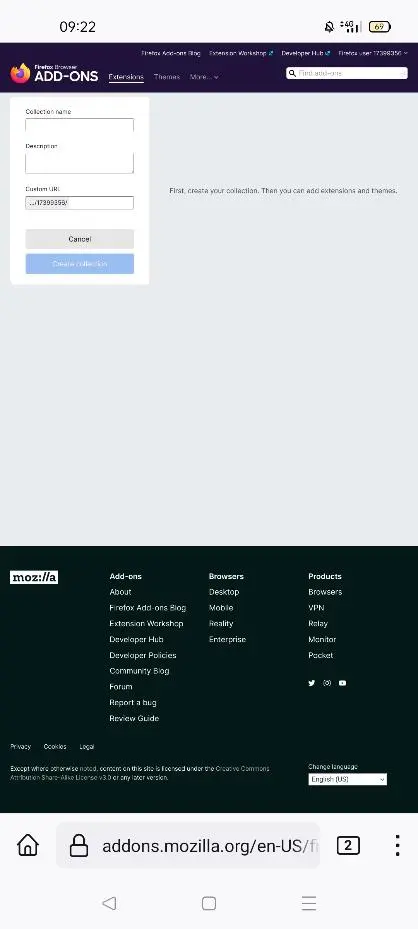 09:22
4G
69
Firefox Add-ons Blog Extension Workshop Developer Hub Firefox user 17399356
Firefox Browser
ADD-ONS
Extensions Themes More...
Find add-ons
Collection name
Description
Custom URL
.../17399356/
Cancel
Create collection
First, create your collection. Then you can add extensions and themes.
moz://a
Add-ons
About
Firefox Add-ons Blog
Extension Workshop
Developer Hub
Developer Policies
Community Blog
Forum
Report a bug
Review Guide
Browsers
Desktop
Mobile
Reality
Enterprise
Products
Browsers
VPN
Relay
Monitor
Pocket
Privacy Cookies Legal
Except where otherwise noted, content on this site is licensed under the Creative Commons
Attribution Share-Alike License v3.0 or any later version.
Change language
English (US)
addons.mozilla.org/en-US/fi
2